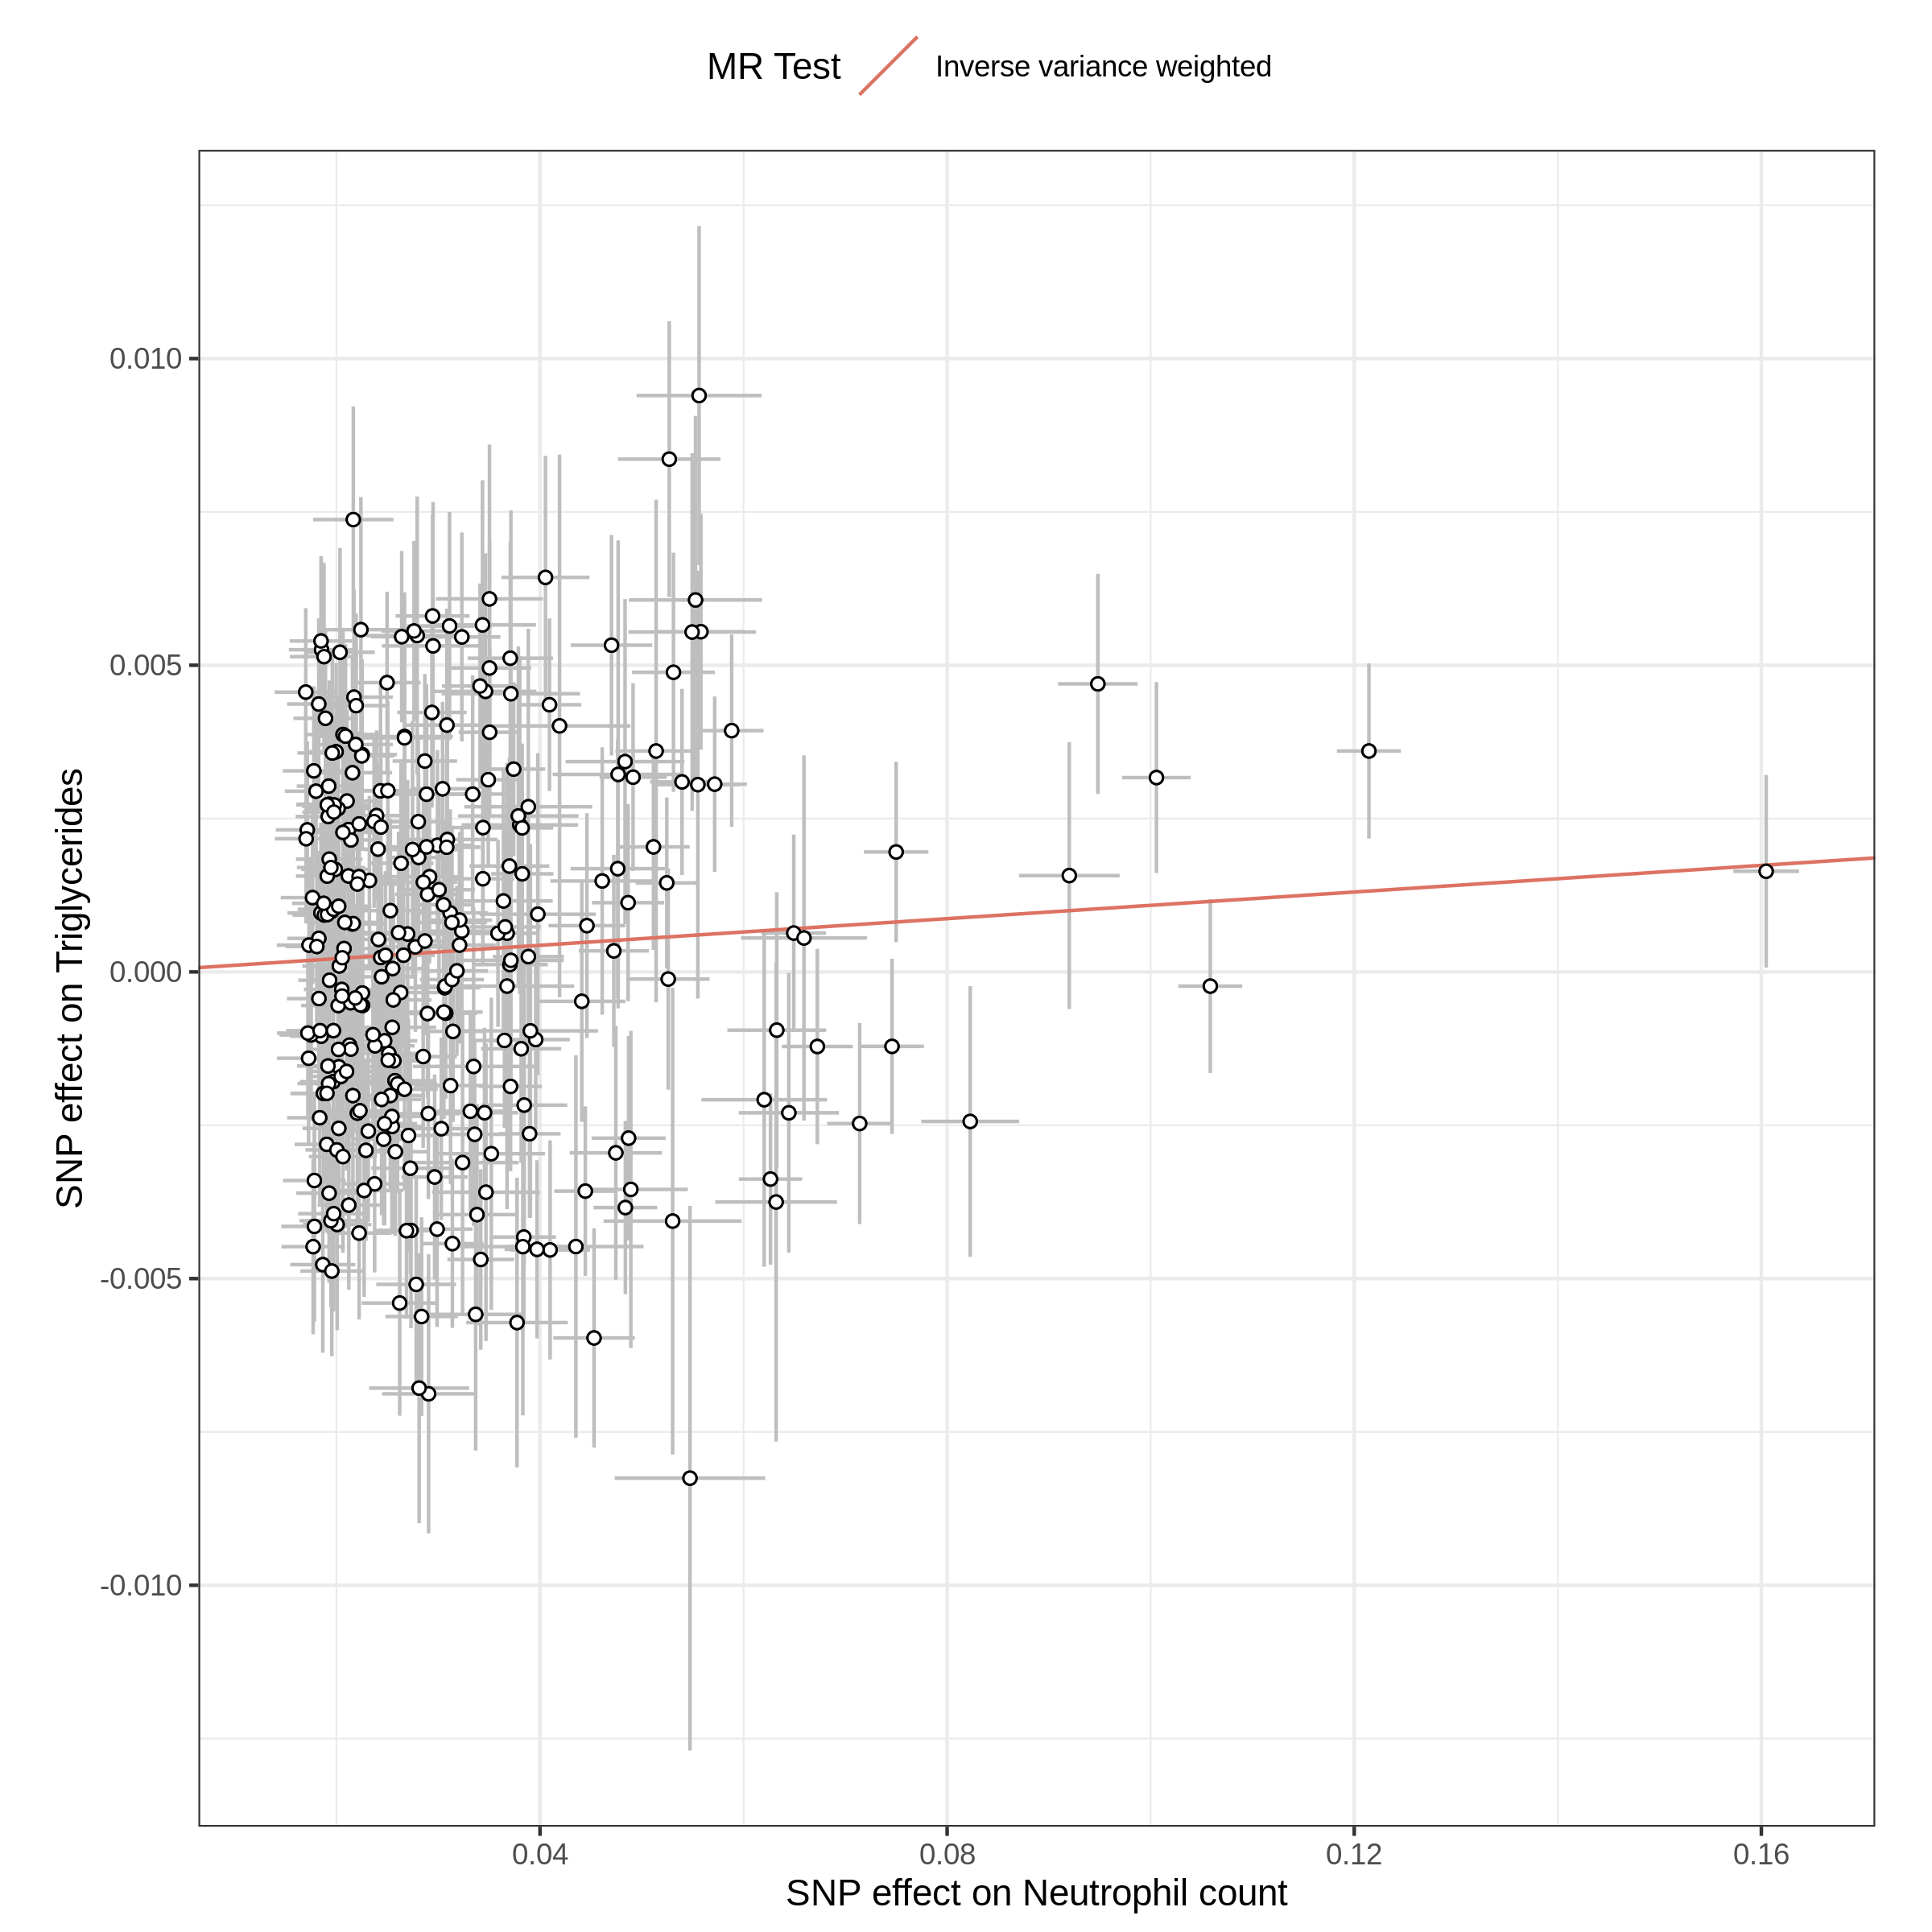 MR Test
Inverse variance weighted
SNP effect on Triglycerides
0.010
0.005
0.000
-0.005
-0.010
0.04
0.08
0.12
0.16
SNP effect on Neutrophil count